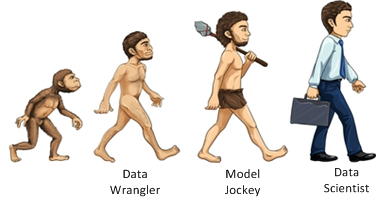 Data
Wrangler
Model
Jockey
Data
Scientist